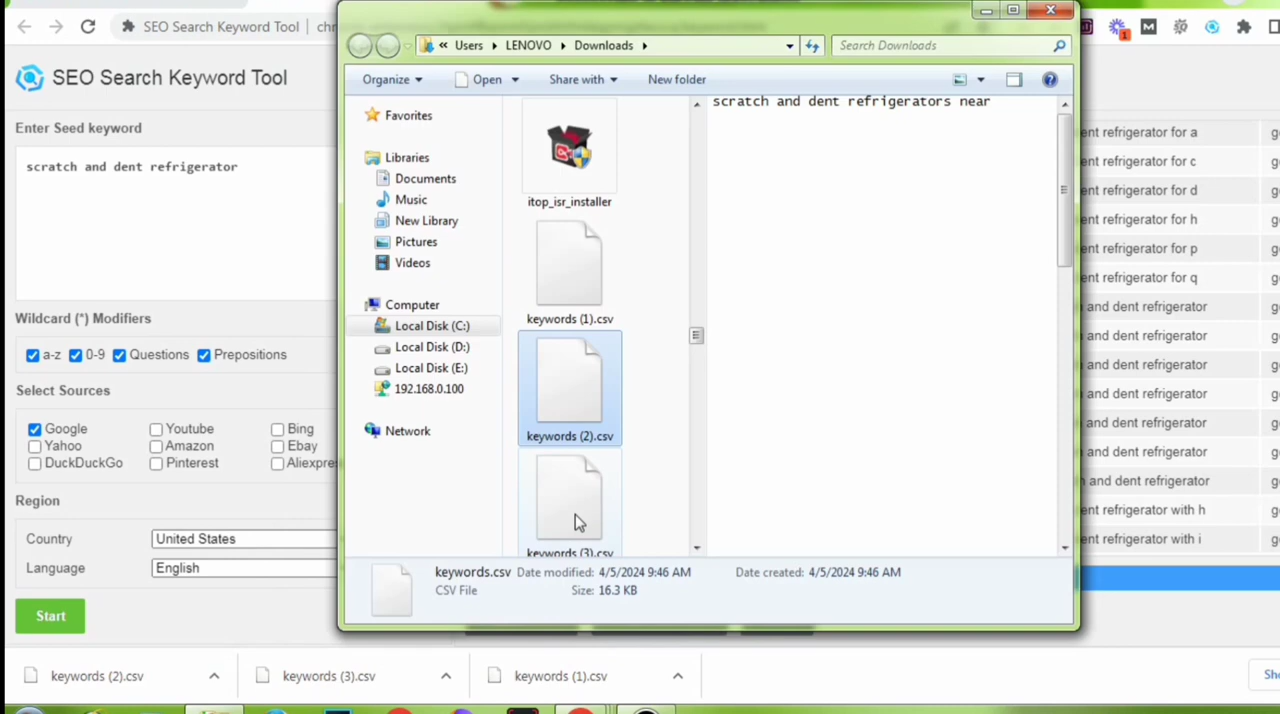 SEO Search Keyword Tool
chr
1
« Users ▸ LENOVO ▸ Downloads ▸
Search Downloads
Organize
Open
Share with
New folder
SEO Search Keyword Tool
Enter Seed keyword
scratch and dent refrigerator
Wildcard (*) Modifiers
a-z
0-9
Questions
Prepositions
Select Sources
Google
Youtube
Bing
Yahoo
Amazon
Ebay
DuckDuckGo
Pinterest
Aliexpre
Region
Country
United States
Language
English
Start
Favorites
Libraries
Documents
Music
New Library
Pictures
Videos
Computer
Local Disk (C:)
Local Disk (D:)
Local Disk (E:)
192.168.0.100
Network
itop_isr_installer
keywords (1).csv
keywords (2).csv
keywords (3).csv
scratch and dent refrigerators near
keywords.csv Date modified: 4/5/2024 9:46 AM Date created: 4/5/2024 9:46 AM
CSV File Size: 16.3 KB
ent refrigerator for a
ent refrigerator for c
ent refrigerator for d
ent refrigerator for h
ent refrigerator for p
ent refrigerator for q
h and dent refrigerator
and dent refrigerator
and dent refrigerator
and dent refrigerator
and dent refrigerator
and dent refrigerator
h and dent refrigerator
ent refrigerator with h
ent refrigerator with i
keywords (2).csv
keywords (3).csv
keywords (1).csv
Sho